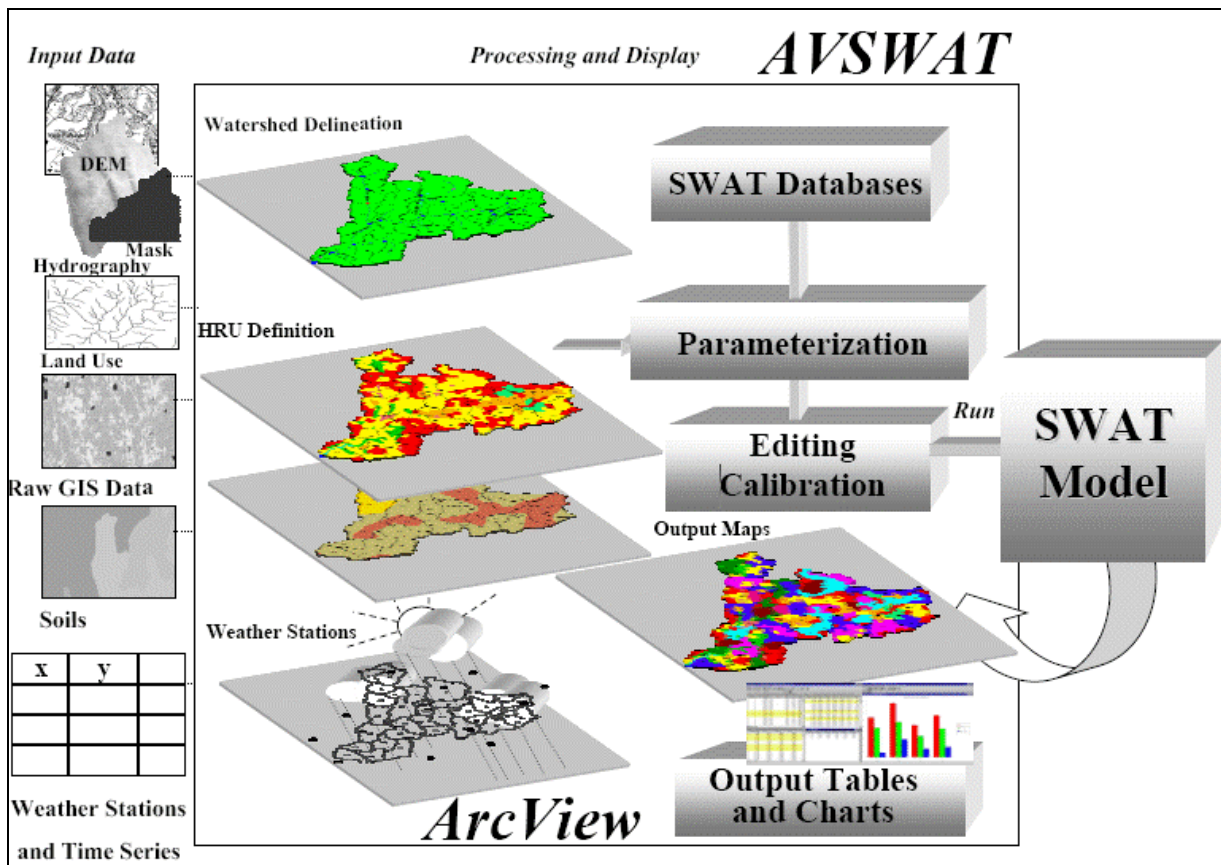 Input Data
Processing and Display
AVSWAT
DEM
Mask
Hydrography
Land Use
Raw GIS Data
Soils
x y
Weather Stations
and Time Series
Watershed Delineation
HRU Definition
Weather Stations
ArcView
SWAT Databases
Parameterization
Editing
Calibration
Run
SWAT
Model
Output Maps
Output Tables
and Charts